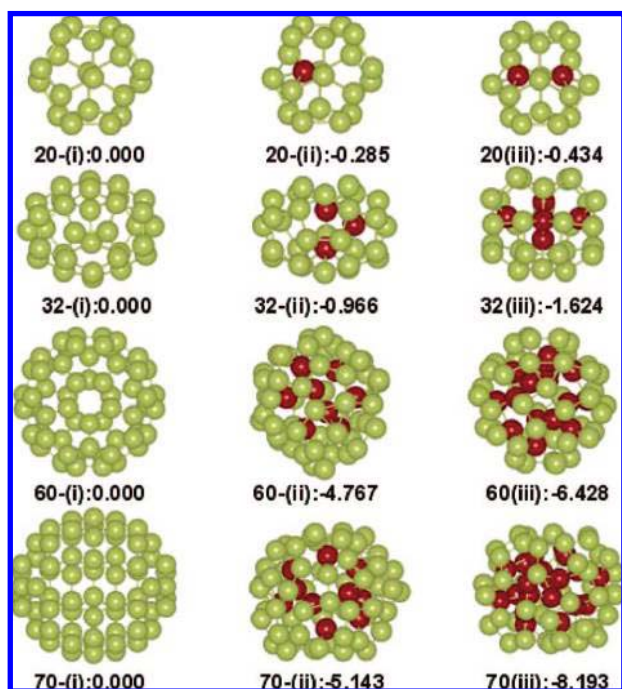 20-(i):0.000 20-(ii):-0.285 20(iii):-0.434
32-(i):0.000 32-(ii):-0.966 32(iii):-1.624
60-(i):0.000 60-(ii):-4.767 60(iii):-6.428
70-(i):0.000 70-(ii):-5.143 70(iii):-8.193